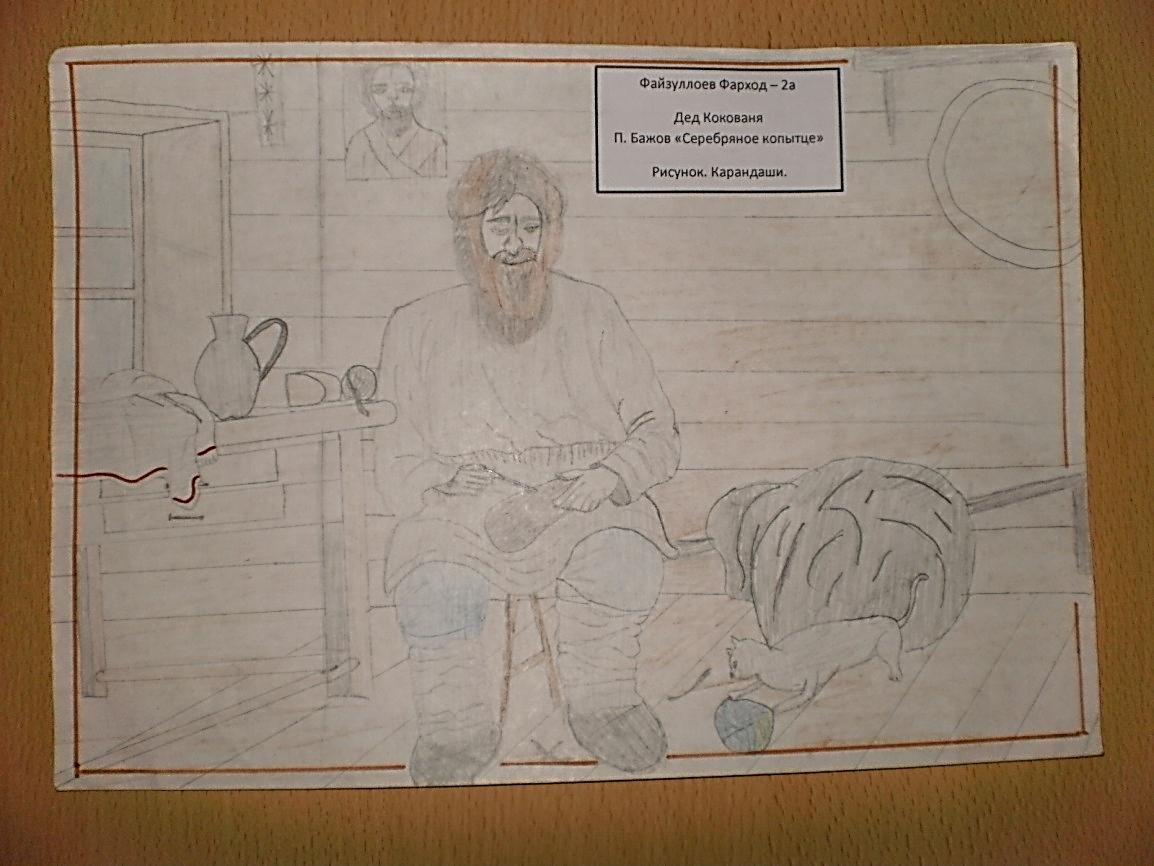 Файзуллоев Фарход – 2а
Дед Кокованя
П. Бажов «Серебряное копытце»
Рисунок. Карандаши.